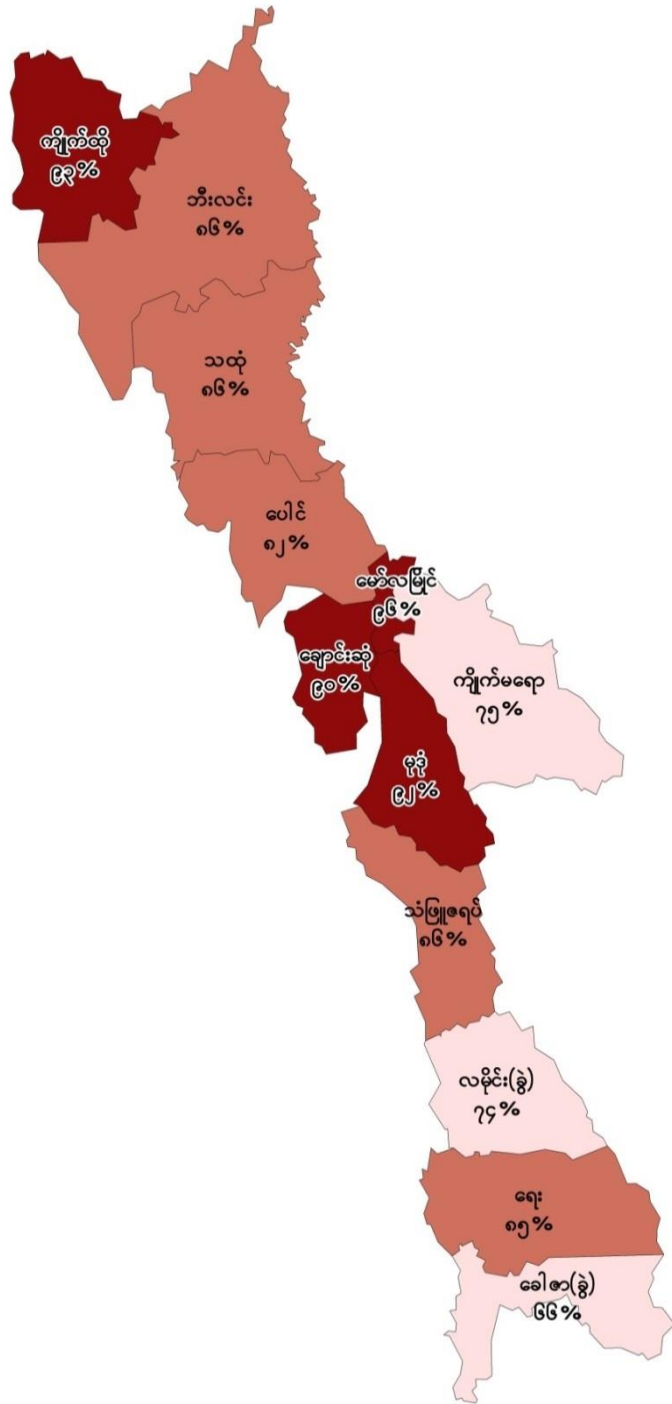 ကျိုက်ထို
၉၃%
ဘီးလင်း
၈၆%
သထုံ
၈၆%
ပေါင်
၈၂%
မော်လမြိုင်
၉၆%
ချောင်းဆုံ
၉၀%
ကျိုက်မရော
၇၅%
မုဒုံ
၉၂%
သံဖြူဇရပ်
၈၆%
လမိုင်း(ခွဲ)
၇၄%
ရေး
၈၅%
ခေါဇာ(ခွဲ)
၆၆%